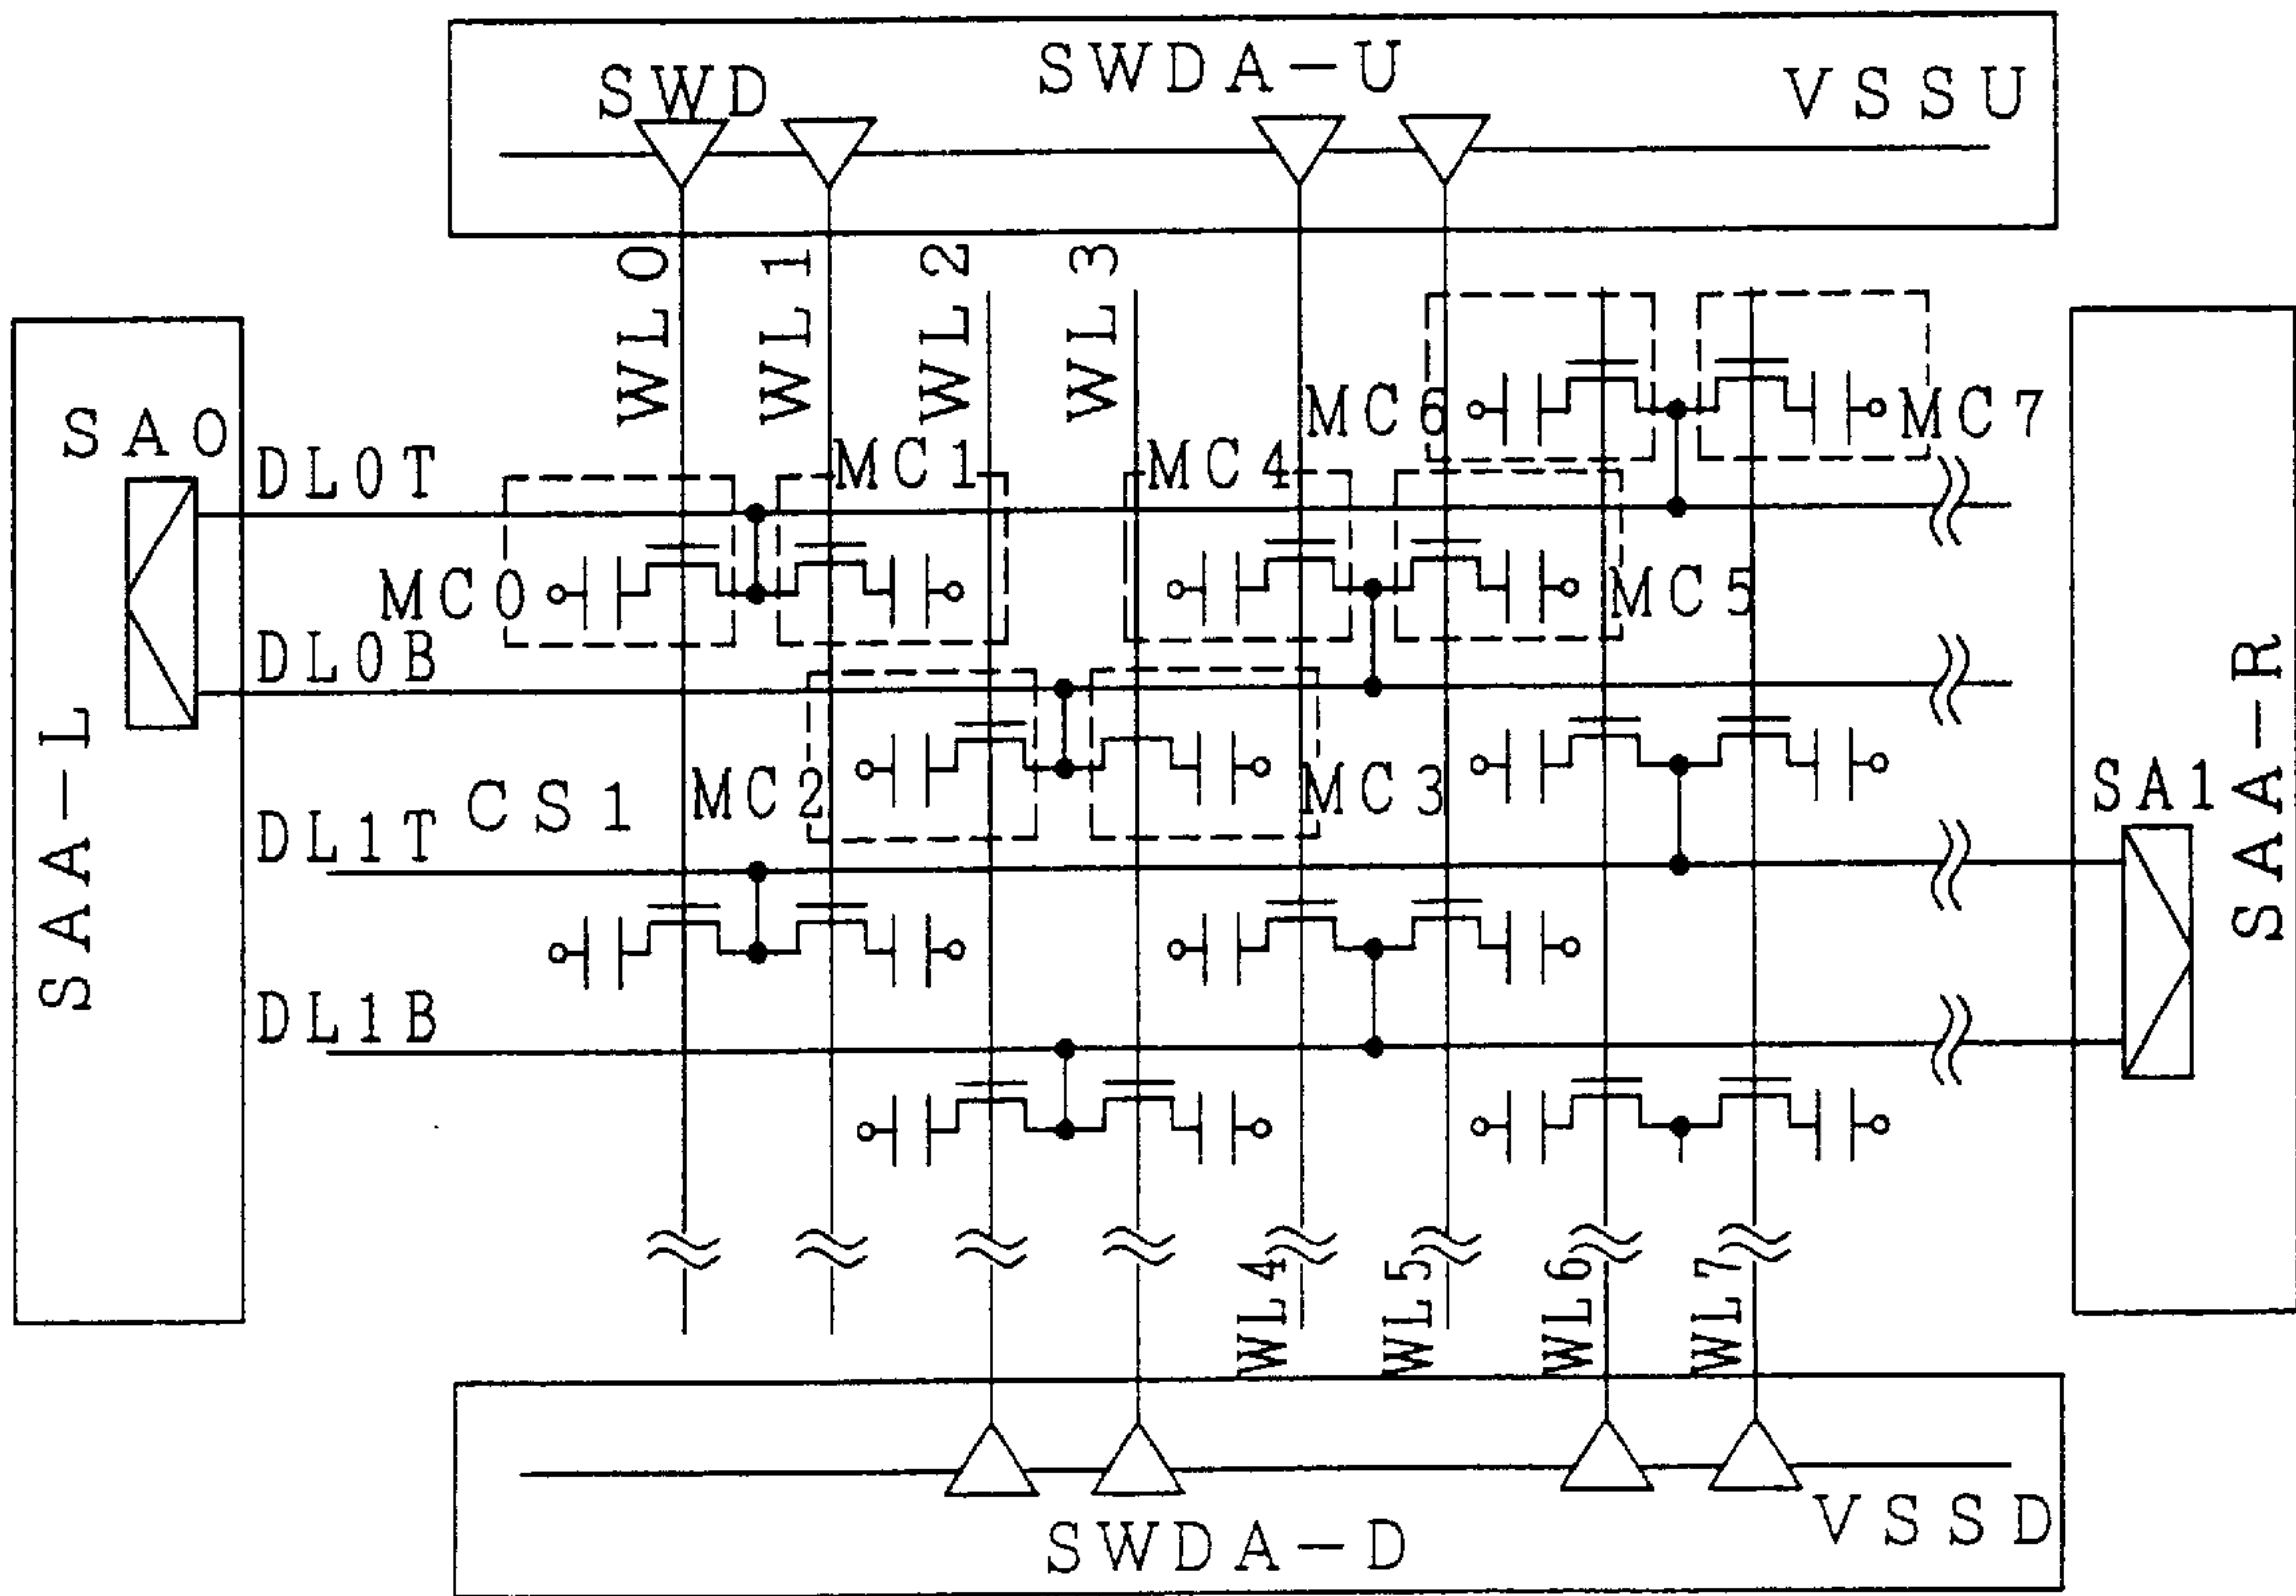 SWDA-U
SWD
VSSU
WL0
WL1
WL2
WL3
SA0
DL0T
MC1
MC4
MC6
MC7
MC0
MC5
DL0B
SAA-L
SAA-R
CS1
MC2
MC3
SA1
DL1T
DL1B
WL4
WL5
WL6
WL7
VSSD
SWDA-D